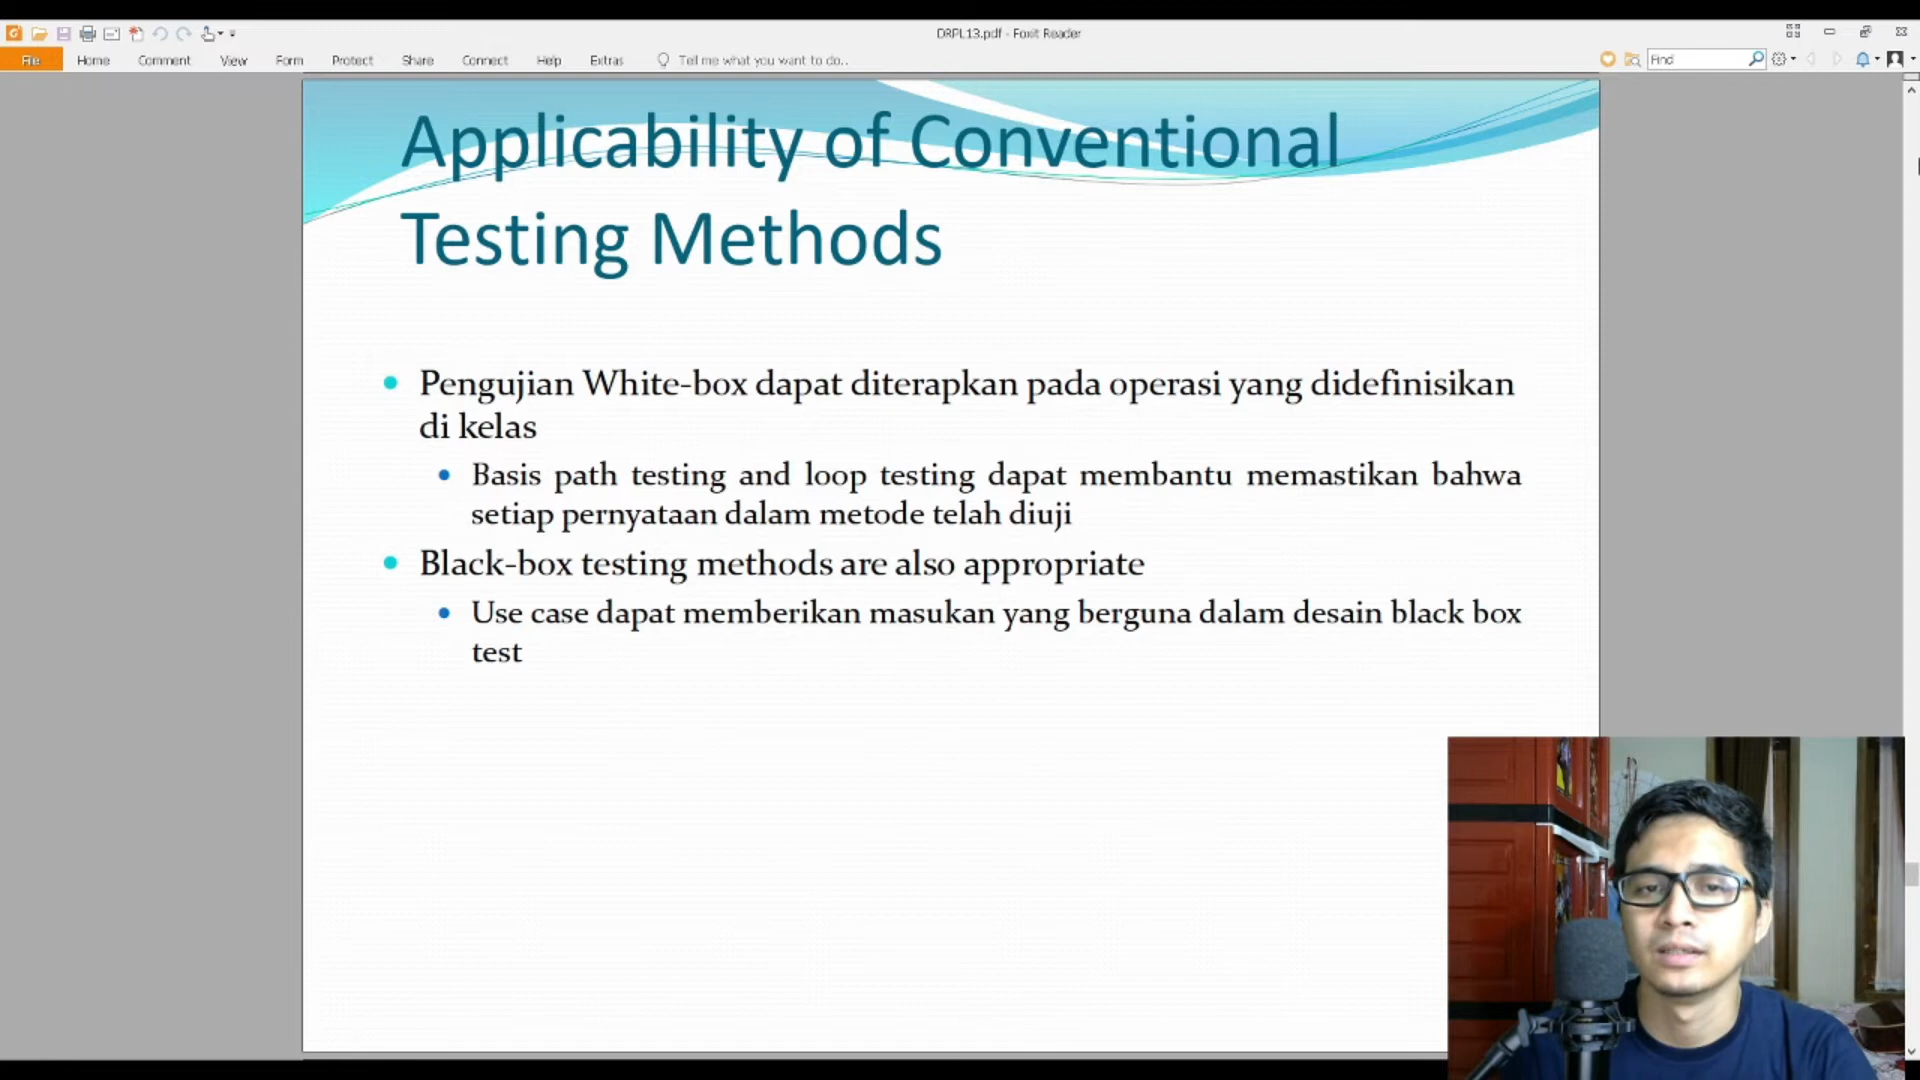 DRPL13.pdf - Foxit Reader
File Home Comment View Form Protect Share Connect Help Extras Tell me what you want to do.. Find
Applicability of Conventional
Testing Methods
Pengujian White-box dapat diterapkan pada operasi yang didefinisikan
di kelas
Basis path testing and loop testing dapat membantu memastikan bahwa
setiap pernyataan dalam metode telah diuji
Black-box testing methods are also appropriate
Use case dapat memberikan masukan yang berguna dalam desain black box
test